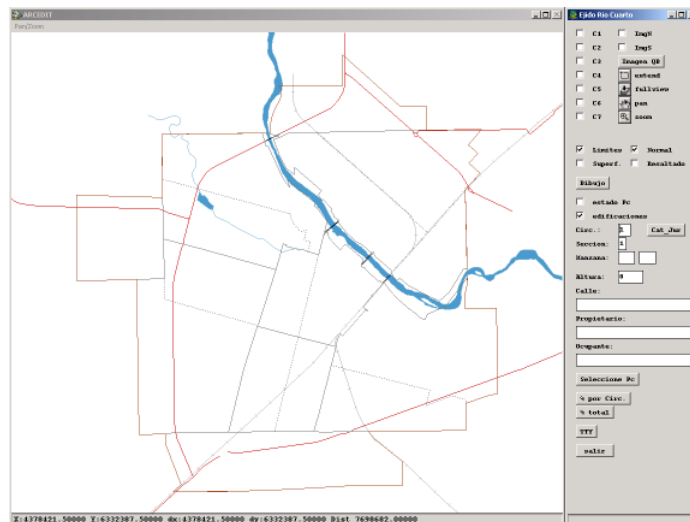 ARCEDIT
Pan/Zoom
X:4378421.50000 Y:6332387.50000 dx:4378421.50000 dy:6332387.50000 Dist 7698682.00000
Ejido Rio Cuarto
C1 ImgN
C2 ImgS
C3 Imagen QB
C4 extend
C5 fullview
C6 pan
C7 zoom
Limites Normal
Superf. Resaltado
Dibujo
estado Pc
edificaciones
Circ.: 1 Cat_Jur
Seccion: 1
Manzana:
Altura: 0
Calle:
Propietario:
Ocupante:
Seleccione Pc
% por Circ.
% total
TTY
salir